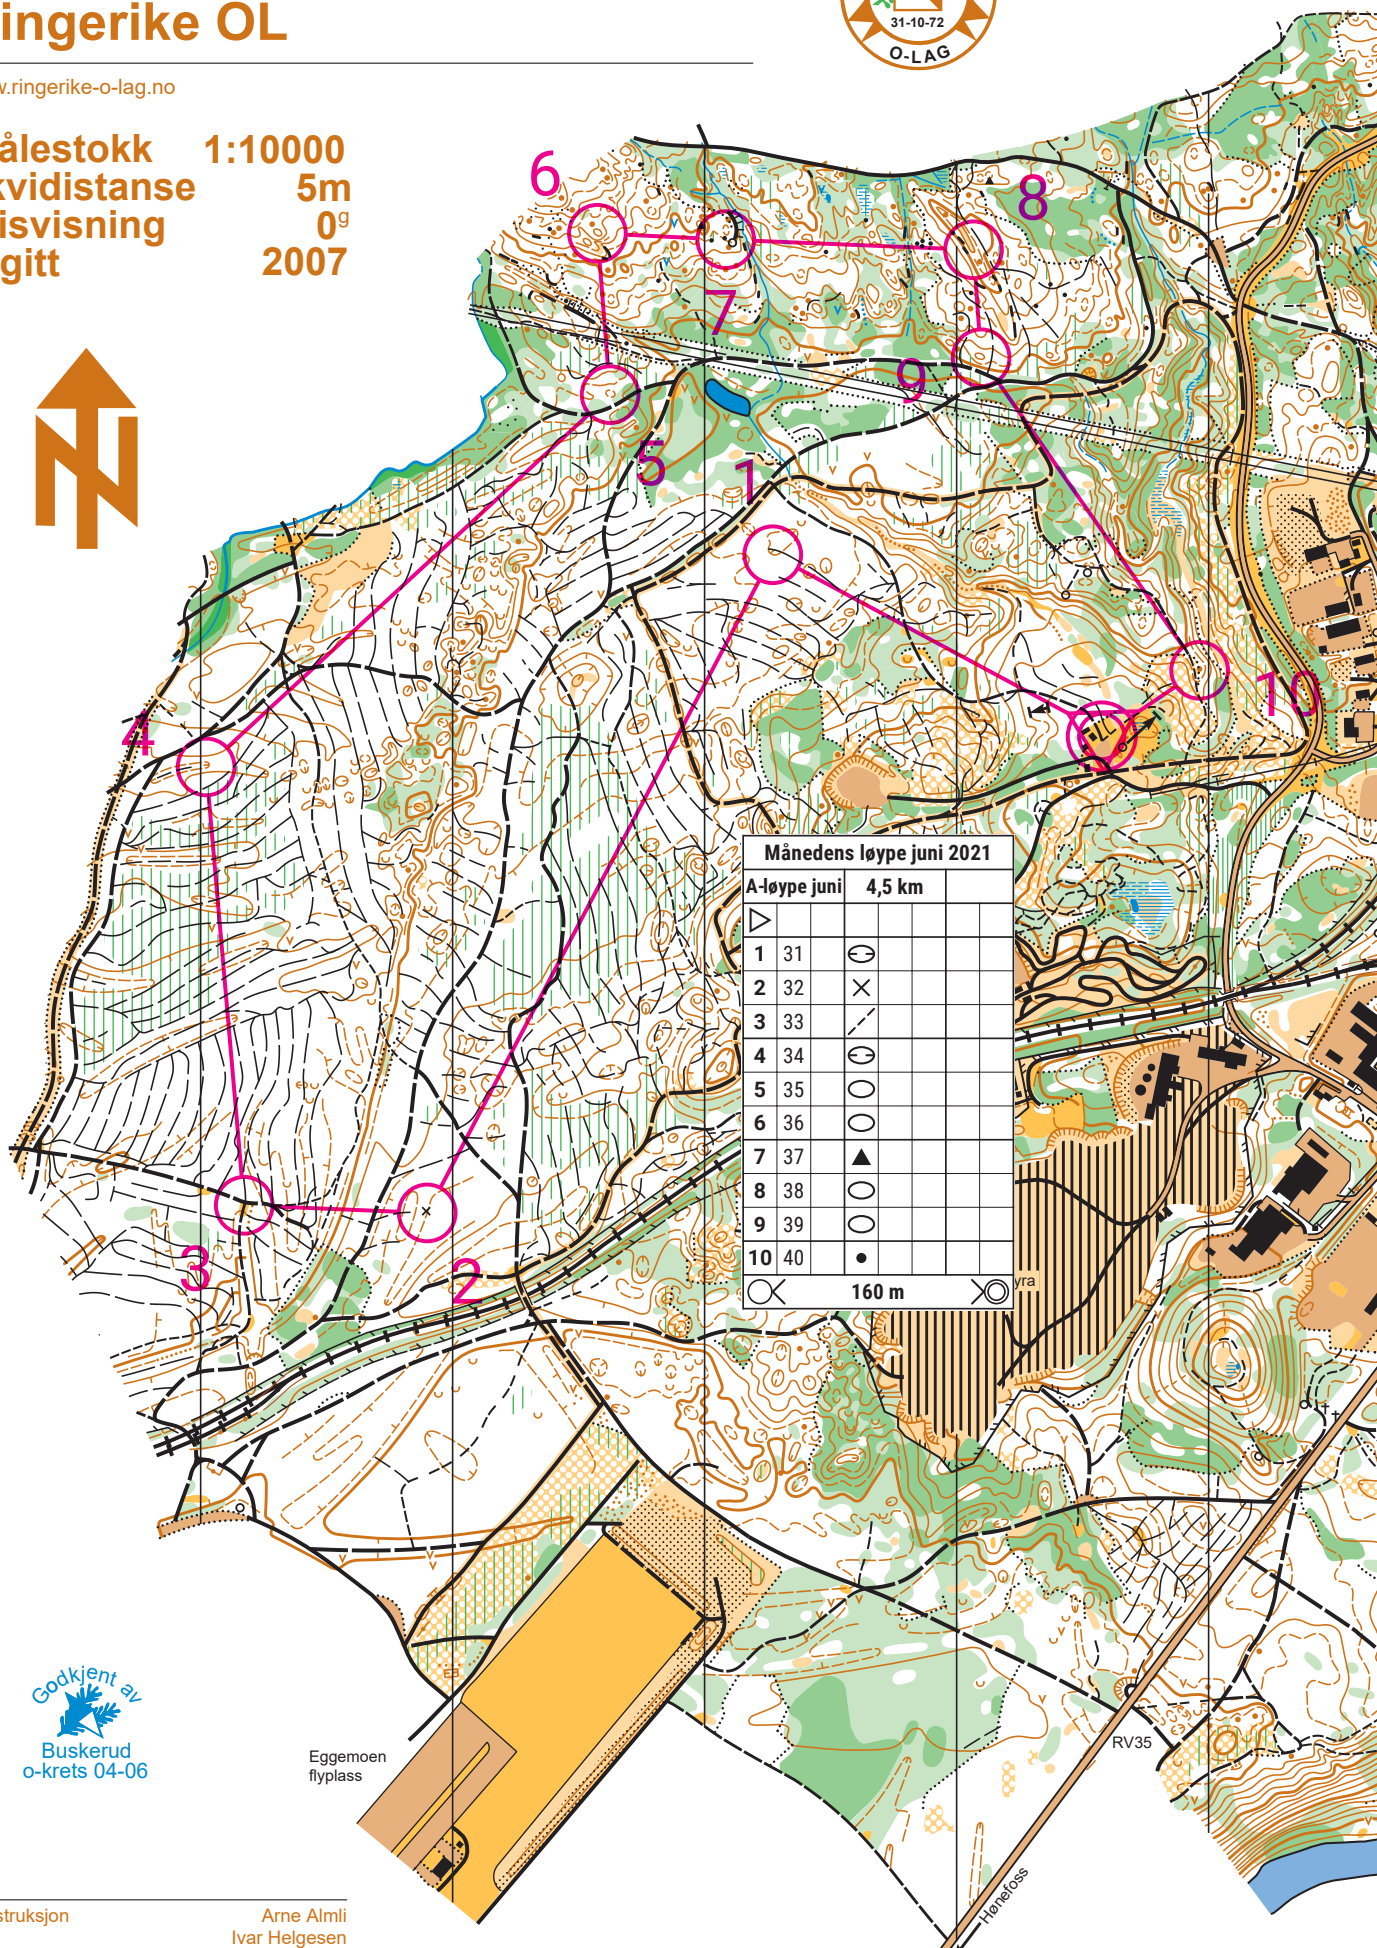 ingerike OL
31-10-72
O-LAG
w.ringerike-o-lag.no
ålestokk 1:10000
kvidistanse 5m
isvisning 0g
gitt 2007
6
8
7
9
5
1
4
10
3
2
Månedens løype juni 2021
A-løype juni 4,5 km
1 31
2 32
3 33
4 34
5 35
6 36
7 37
8 38
9 39
10 40
160 m
yra
Godkjent av
Buskerud
o-krets 04-06
Eggemoen
flyplass
RV35
Hønefoss
struksjon Arne Almli
Ivar Helgesen